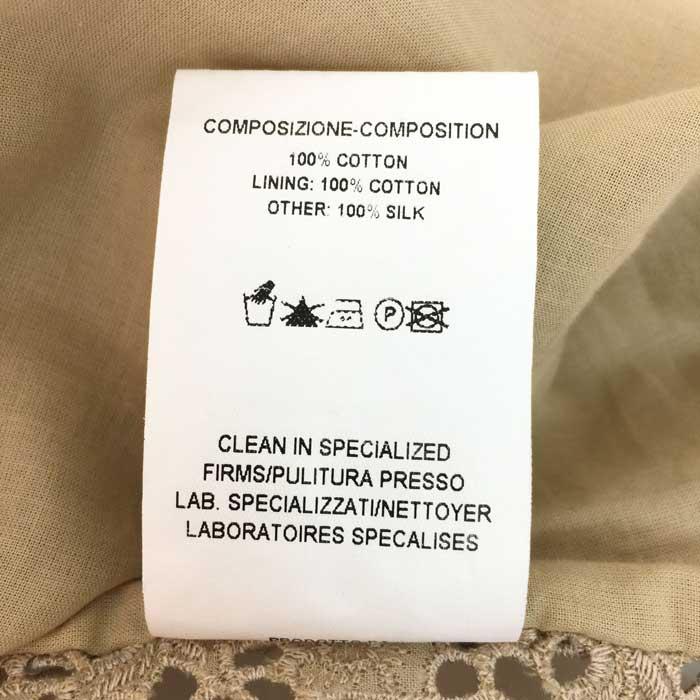 COMPOSIZIONE-COMPOSITION
100% COTTON
LINING: 100% COTTON
OTHER: 100% SILK
P
CLEAN IN SPECIALIZED
FIRMS/PULITURA PRESSO
LAB. SPECIALIZZATI/NETTOYER
LABORATOIRES SPECALISES